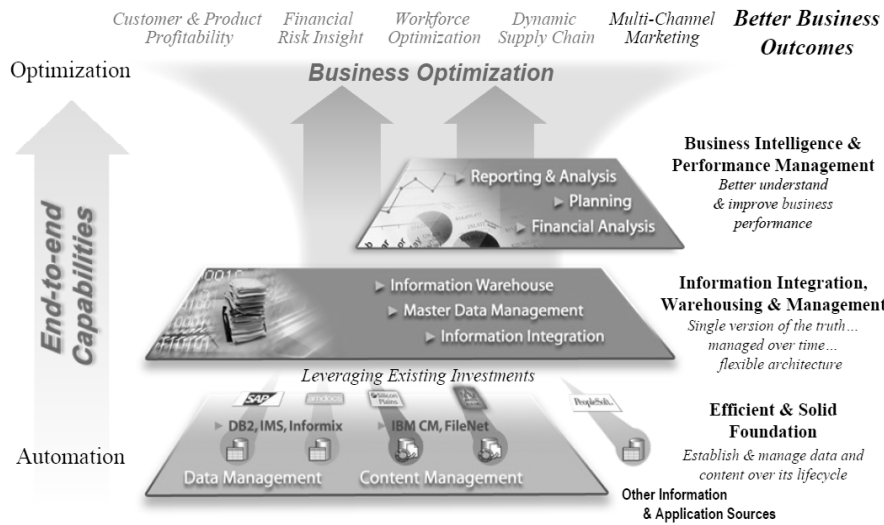 Customer & Product
Profitability
Financial
Risk Insight
Workforce
Optimization
Dynamic
Supply Chain
Multi-Channel
Marketing
Better Business
Outcomes
Optimization
Business Optimization
End-to-end
Capabilities
Reporting & Analysis
Planning
Financial Analysis
Business Intelligence &
Performance Management
Better understand
& improve business
performance
Information Warehouse
Master Data Management
Information Integration
Information Integration,
Warehousing & Management
Single version of the truth…
managed over time…
flexible architecture
Leveraging Existing Investments
SAP
amdocs
Silicon
Plains
PeopleSoft.
DB2, IMS, Informix
IBM CM, FileNet
Data Management
Content Management
Automation
Efficient & Solid
Foundation
Establish & manage data and
content over its lifecycle
Other Information
& Application Sources